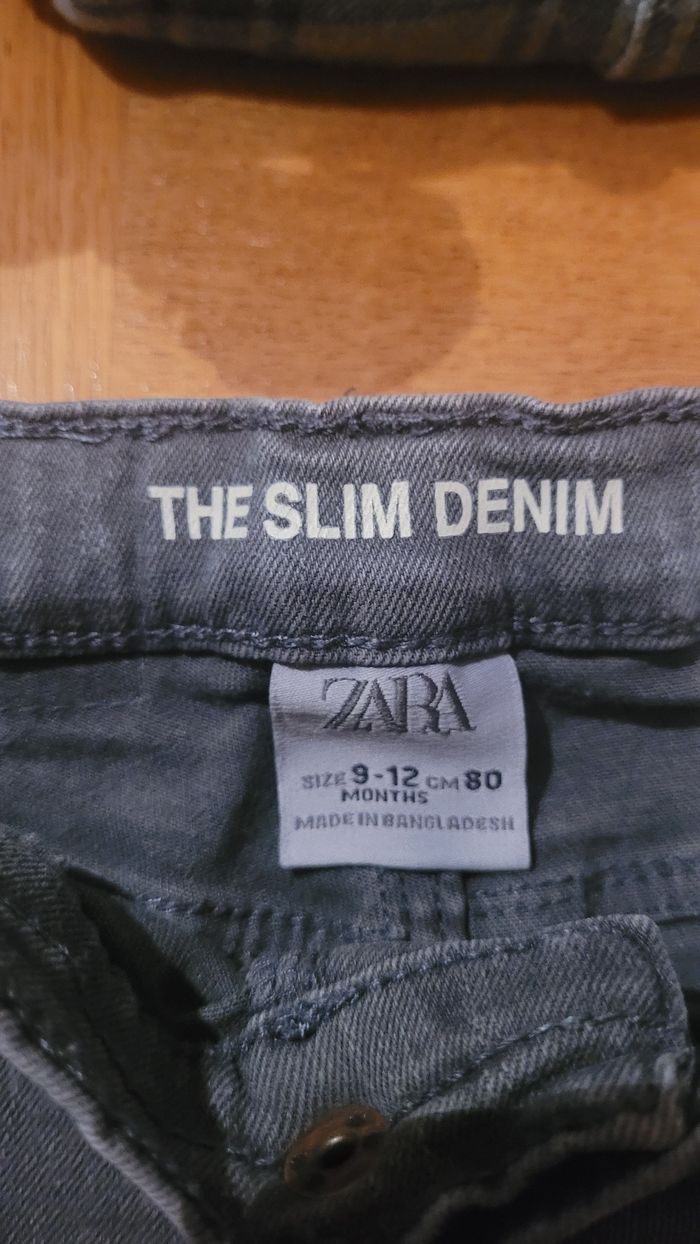 THE SLIM DENIM
ZARA
SIZE 9-12 CM 80
MONTHS
MADE IN BANGLADESH